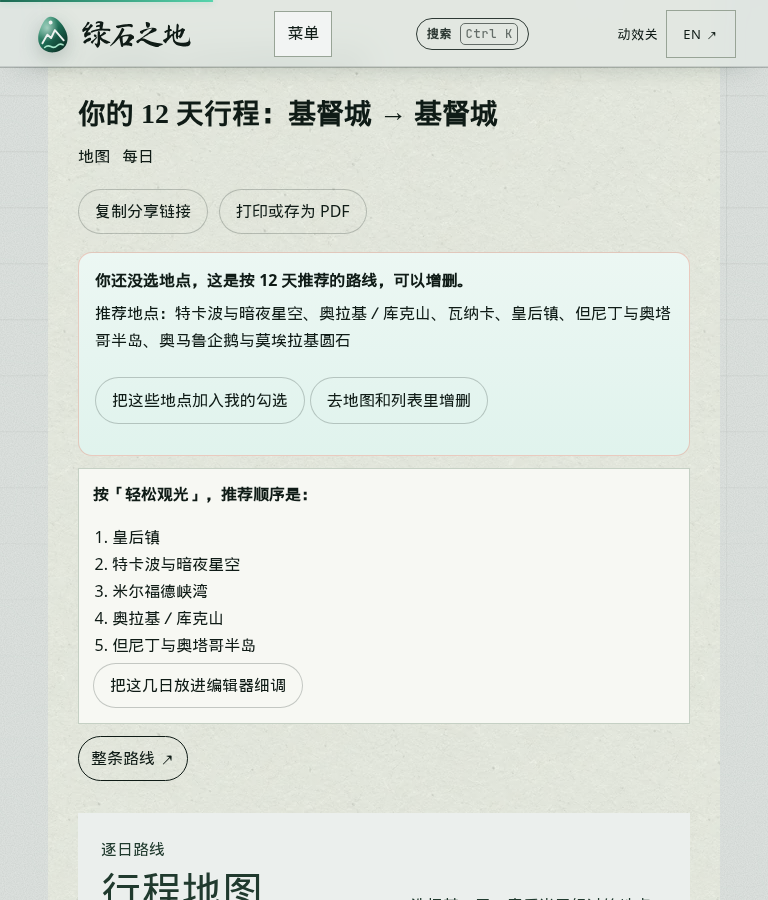 绿石之地
菜单
搜索 Ctrl K
动效关
EN ↗
你的 12 天行程：基督城 → 基督城
地图 每日
复制分享链接
打印或存为 PDF
你还没选地点，这是按 12 天推荐的路线，可以增删。
推荐地点：特卡波与暗夜星空、奥拉基 / 库克山、瓦纳卡、皇后镇、但尼丁与奥塔
哥半岛、奥马鲁企鹅与莫埃拉基圆石
把这些地点加入我的勾选
去地图和列表里增删
按「轻松观光」，推荐顺序是：
1. 皇后镇
2. 特卡波与暗夜星空
3. 米尔福德峡湾
4. 奥拉基 / 库克山
5. 但尼丁与奥塔哥半岛
把这几日放进编辑器细调
整条路线 ↗
逐日路线
行程地图